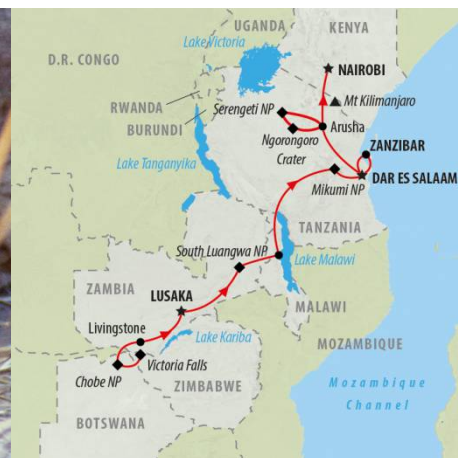 UGANDA
KENYA
Lake Victoria
D.R. CONGO
NAIROBI
Serengeti NP
Mt Kilimanjaro
RWANDA
Arusha
BURUNDI
Ngorongoro
Crater
ZANZIBAR
Lake Tanganyika
DAR ES SALAAM
Mikumi NP
TANZANIA
South Luangwa NP
Lake Malawi
ZAMBIA
LUSAKA
MALAWI
Livingstone
Lake Kariba
MOZAMBIQUE
Victoria Falls
Chobe NP
ZIMBABWE
Mozambique
Channel
BOTSWANA